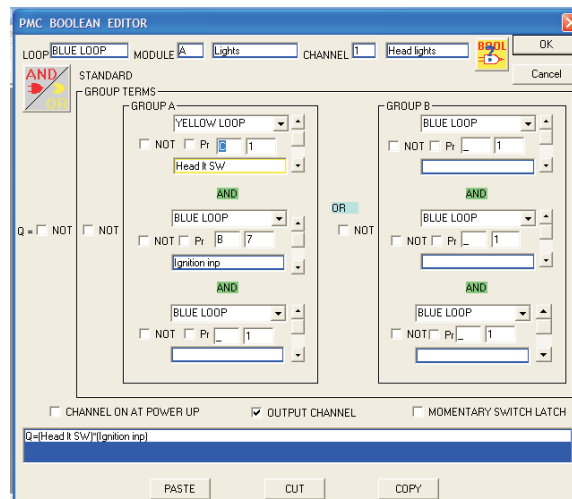 PMC BOOLEAN EDITOR
LOOP BLUE LOOP MODULE A Lights CHANNEL 1 Head lights BOOL ? OK
Cancel
AND OR STANDARD
GROUP TERMS
GROUP A GROUP B
YELLOW LOOP BLUE LOOP
NOT Pr C 1 NOT Pr _ 1
Head lt SW
AND AND
OR
BLUE LOOP BLUE LOOP
Q = NOT NOT NOT Pr B 7 NOT NOT Pr _ 1
Ignition inp
AND AND
BLUE LOOP BLUE LOOP
NOT Pr _ 1 NOT Pr _ 1
CHANNEL ON AT POWER UP OUTPUT CHANNEL MOMENTARY SWITCH LATCH
Q=(Head lt SW)*(Ignition inp)
PASTE CUT COPY